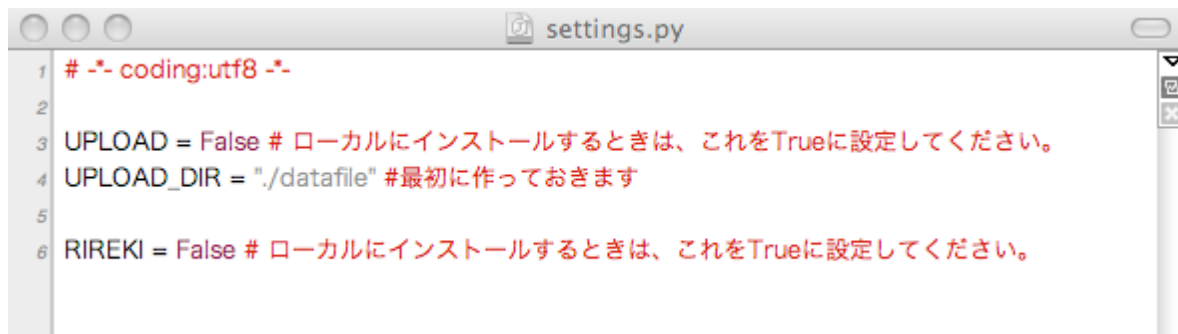 settings.py
1 # -*- coding:utf8 -*-
2
3 UPLOAD = False # ローカルにインストールするときは、これをTrueに設定してください。
4 UPLOAD_DIR = "./datafile" #最初に作っておきます
5
6 RIREKI = False # ローカルにインストールするときは、これをTrueに設定してください。